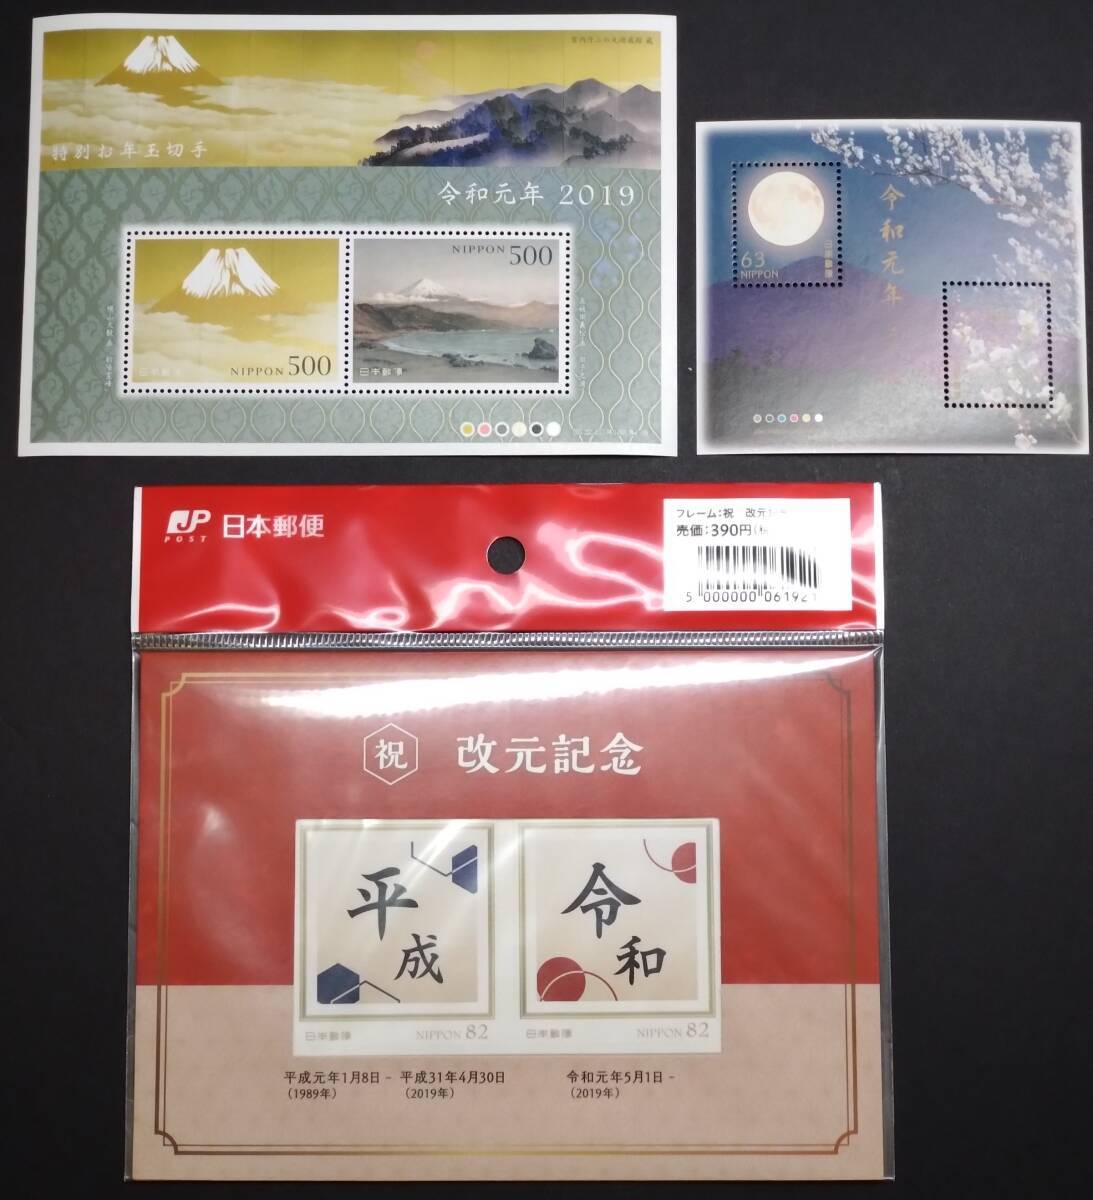 特別お年玉切手
令和元年 2019
NIPPON 500
日本郵便
NIPPON 500
日本郵便
令和元年
63
NIPPON
日本郵便
JP
POST
日本郵便
フレーム:祝 改元
売価:390円
5 000000 061921
祝 改元記念
平成
日本郵便 NIPPON 82
令和
日本郵便 NIPPON 82
平成元年1月8日 - 平成31年4月30日
(1989年) (2019年)
令和元年5月1日 -
(2019年)